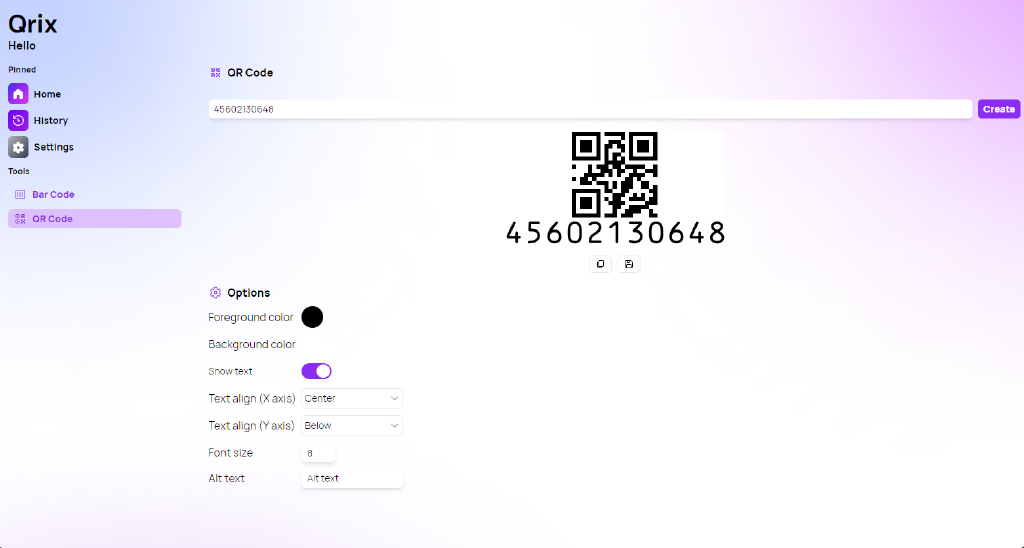 Qrix
Hello
Pinned
Home
History
Settings
Tools
Bar Code
QR Code
QR Code
45602130648
Create
45602130648
Options
Foreground color
Background color
Show text
Text align (X axis) Center
Text align (Y axis) Below
Font size 8
Alt text Alt text